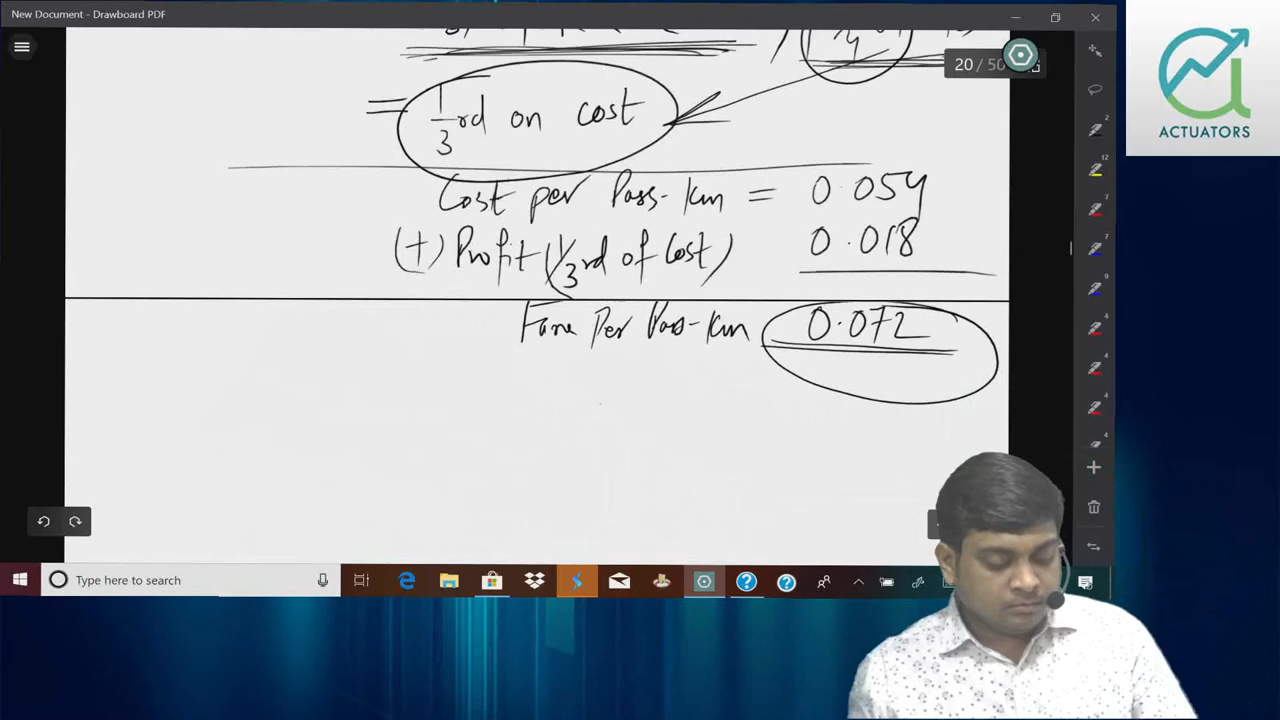 New Document - Drawboard PDF
20 / 50
ACTUATORS
= 1/3rd on cost
Cost per Pass-km = 0.054
(+) Profit (1/3rd of Cost) 0.018
Fare Per Pass-km 0.072
Type here to search